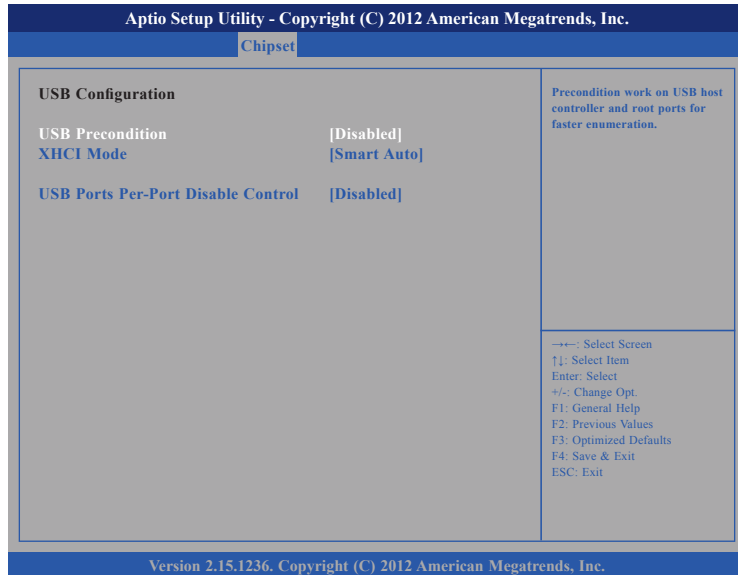 Aptio Setup Utility - Copyright (C) 2012 American Megatrends, Inc.
Chipset
USB Configuration
USB Precondition [Disabled]
XHCI Mode [Smart Auto]
USB Ports Per-Port Disable Control [Disabled]
Precondition work on USB host
controller and root ports for
faster enumeration.
→←: Select Screen
↑↓: Select Item
Enter: Select
+/-: Change Opt.
F1: General Help
F2: Previous Values
F3: Optimized Defaults
F4: Save & Exit
ESC: Exit
Version 2.15.1236. Copyright (C) 2012 American Megatrends, Inc.